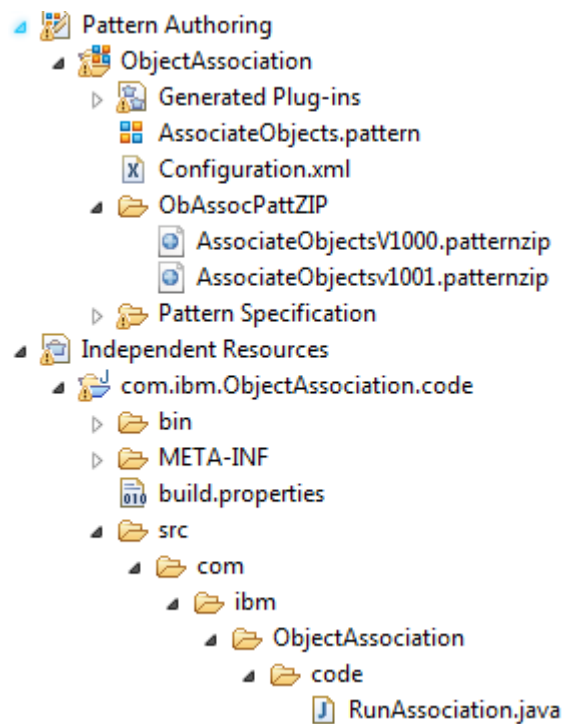 Pattern Authoring
ObjectAssociation
Generated Plug-ins
AssociateObjects.pattern
Configuration.xml
ObAssocPattZIP
AssociateObjectsV1000.patternzip
AssociateObjectsv1001.patternzip
Pattern Specification
Independent Resources
com.ibm.ObjectAssociation.code
bin
META-INF
build.properties
src
com
ibm
ObjectAssociation
code
RunAssociation.java